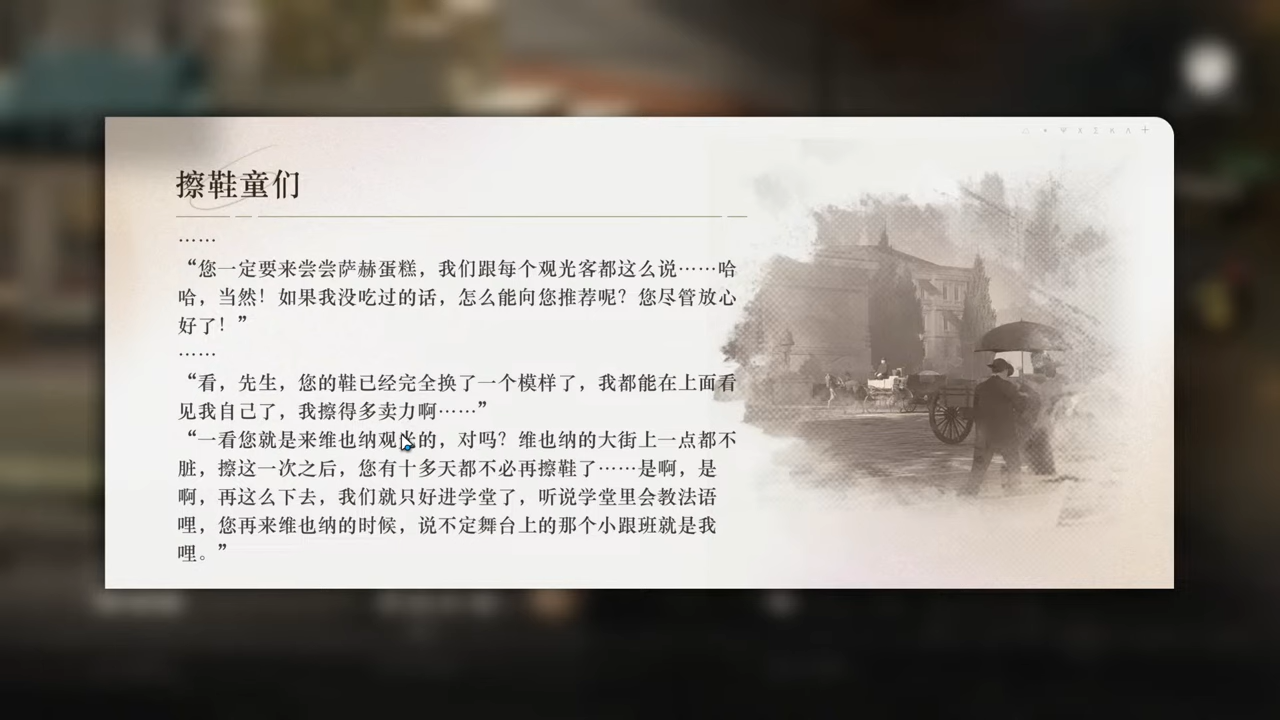 擦鞋童们
……
“您一定要来尝尝萨赫蛋糕，我们跟每个观光客都这么说……哈
哈，当然！如果我没吃过的话，怎么能向您推荐呢？您尽管放心
好了！”
……
“看，先生，您的鞋已经完全换了一个模样了，我都能在上面看
见我自己了，我擦得多卖力啊……”
“一看您就是来维也纳观光的，对吗？维也纳的大街上一点都不
脏，擦这一次之后，您有十多天都不必再擦鞋了……是啊，是
啊，再这么下去，我们就只好进学堂了，听说学堂里会教法语
哩，您再来维也纳的时候，说不定舞台上的那个小跟班就是我
哩。”